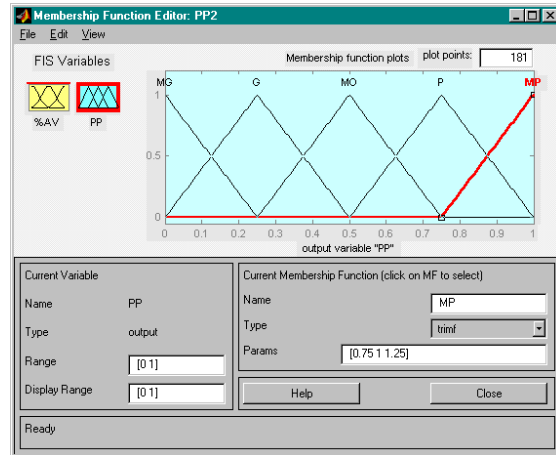 Membership Function Editor: PP2
File Edit View
FIS Variables
Membership function plots plot points: 181
MG G MO P MP
1
0.5
0
0 0.1 0.2 0.3 0.4 0.5 0.6 0.7 0.8 0.9 1
output variable "PP"
%AV PP
Current Variable
Name PP
Type output
Range [0 1]
Display Range [0 1]
Current Membership Function (click on MF to select)
Name MP
Type trimf
Params [0.75 1 1.25]
Help Close
Ready